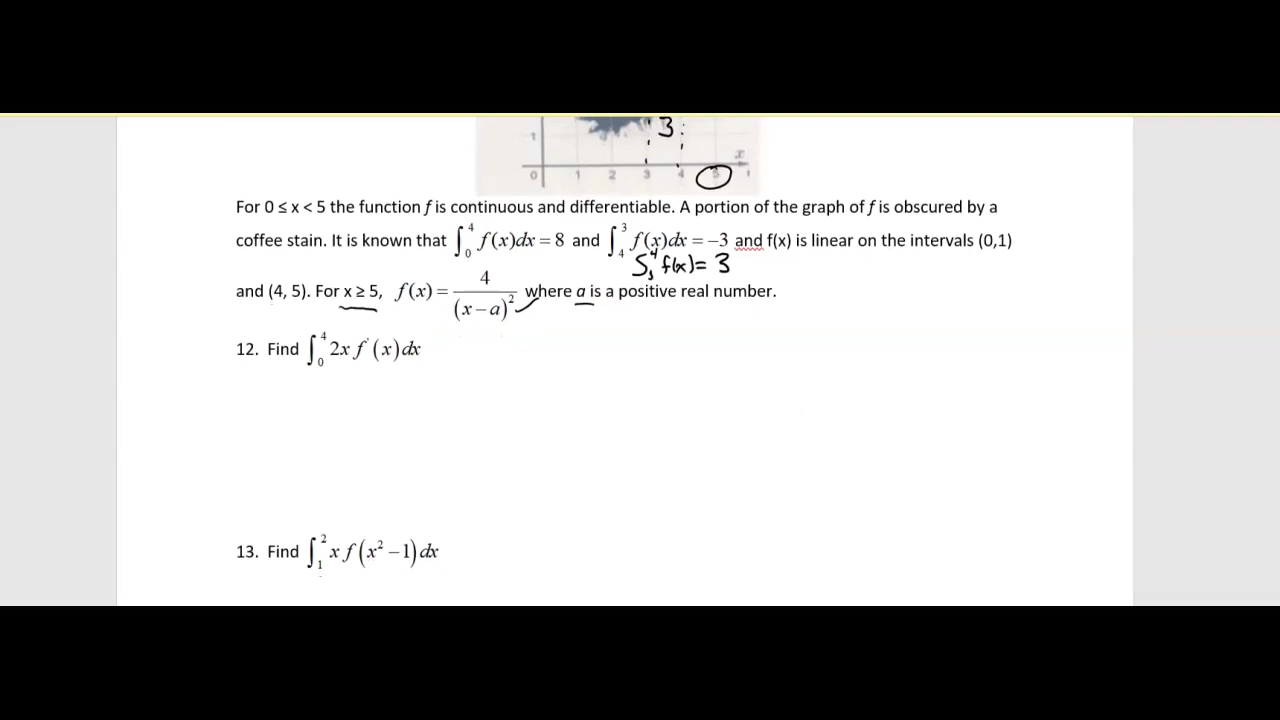 1 3
x
0 1 2 3 4 5
For 0 ≤ x < 5 the function f is continuous and differentiable. A portion of the graph of f is obscured by a
coffee stain. It is known that ∫₀⁴ f(x)dx = 8 and ∫₄³ f(x)dx = −3 and f(x) is linear on the intervals (0,1)
∫₃⁴ f(x)= 3
and (4, 5). For x ≥ 5, f(x) = 4/(x−a)² where a is a positive real number.
12. Find ∫₀⁴ 2x f′(x)dx
13. Find ∫₁² x f(x² −1)dx